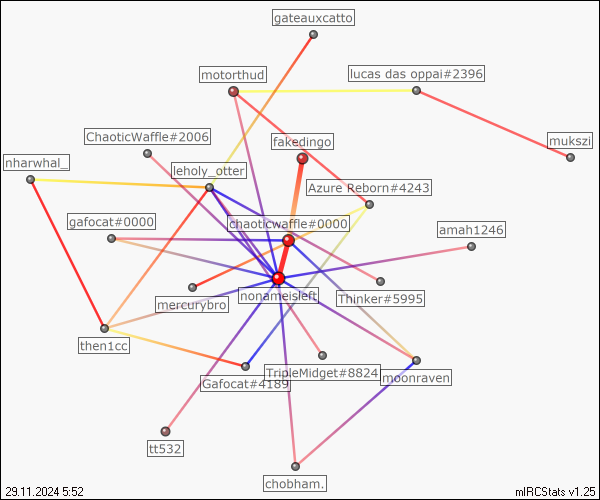 gateauxcatto
motorthud
lucas das oppai#2396
ChaoticWaffle#2006
fakedingo
mukszi
nharwhal_
leholy_otter
Azure Reborn#4243
gafocat#0000
chaoticwaffle#0000
amah1246
mercurybro
nonameisleft
Thinker#5995
then1cc
TripleMidget#8824
moonraven
Gafocat#4189
tt532
chobham.
29.11.2024 5:52
mIRCStats v1.25